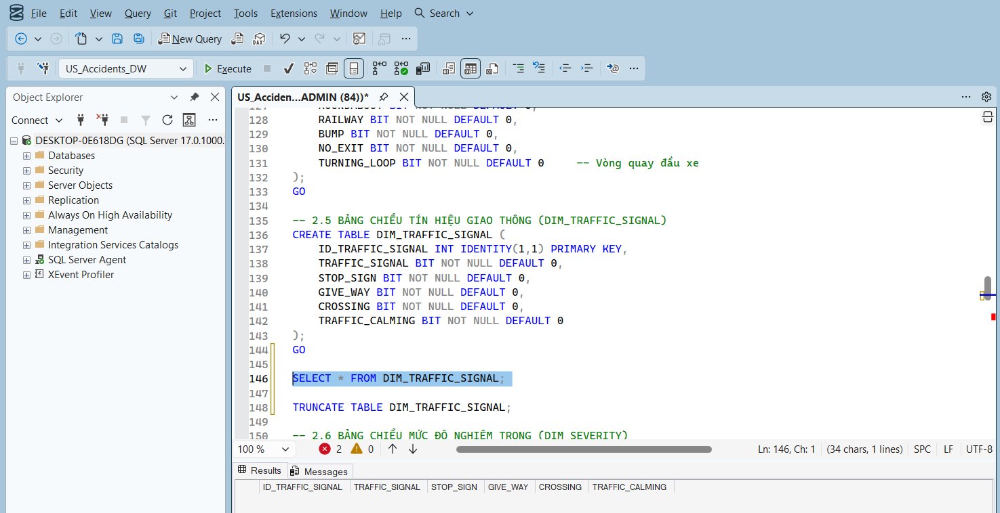 File Edit View Query Git Project Tools Extensions Window Help Search
New Query
US_Accidents_DW Execute
Object Explorer
Connect
DESKTOP-0E618DG (SQL Server 17.0.1000.
Databases
Security
Server Objects
Replication
Always On High Availability
Management
Integration Services Catalogs
SQL Server Agent
XEvent Profiler
US_Acciden...ADMIN (84))*
127 ROUNDABOUT BIT NOT NULL DEFAULT 0,
128 RAILWAY BIT NOT NULL DEFAULT 0,
129 BUMP BIT NOT NULL DEFAULT 0,
130 NO_EXIT BIT NOT NULL DEFAULT 0,
131 TURNING_LOOP BIT NOT NULL DEFAULT 0 -- Vòng quay đầu xe
132 );
133 GO
134
135 -- 2.5 BẢNG CHIỀU TÍN HIỆU GIAO THÔNG (DIM_TRAFFIC_SIGNAL)
136 CREATE TABLE DIM_TRAFFIC_SIGNAL (
137 ID_TRAFFIC_SIGNAL INT IDENTITY(1,1) PRIMARY KEY,
138 TRAFFIC_SIGNAL BIT NOT NULL DEFAULT 0,
139 STOP_SIGN BIT NOT NULL DEFAULT 0,
140 GIVE_WAY BIT NOT NULL DEFAULT 0,
141 CROSSING BIT NOT NULL DEFAULT 0,
142 TRAFFIC_CALMING BIT NOT NULL DEFAULT 0
143 );
144 GO
145
146 SELECT * FROM DIM_TRAFFIC_SIGNAL;
147
148 TRUNCATE TABLE DIM_TRAFFIC_SIGNAL;
149
150 -- 2.6 BẢNG CHIỀU MỨC ĐỘ NGHIÊM TRỌNG (DIM_SEVERITY)
100 % 2 0 Ln: 146, Ch: 1 (34 chars, 1 lines) SPC LF UTF-8
Results Messages
ID_TRAFFIC_SIGNAL TRAFFIC_SIGNAL STOP_SIGN GIVE_WAY CROSSING TRAFFIC_CALMING